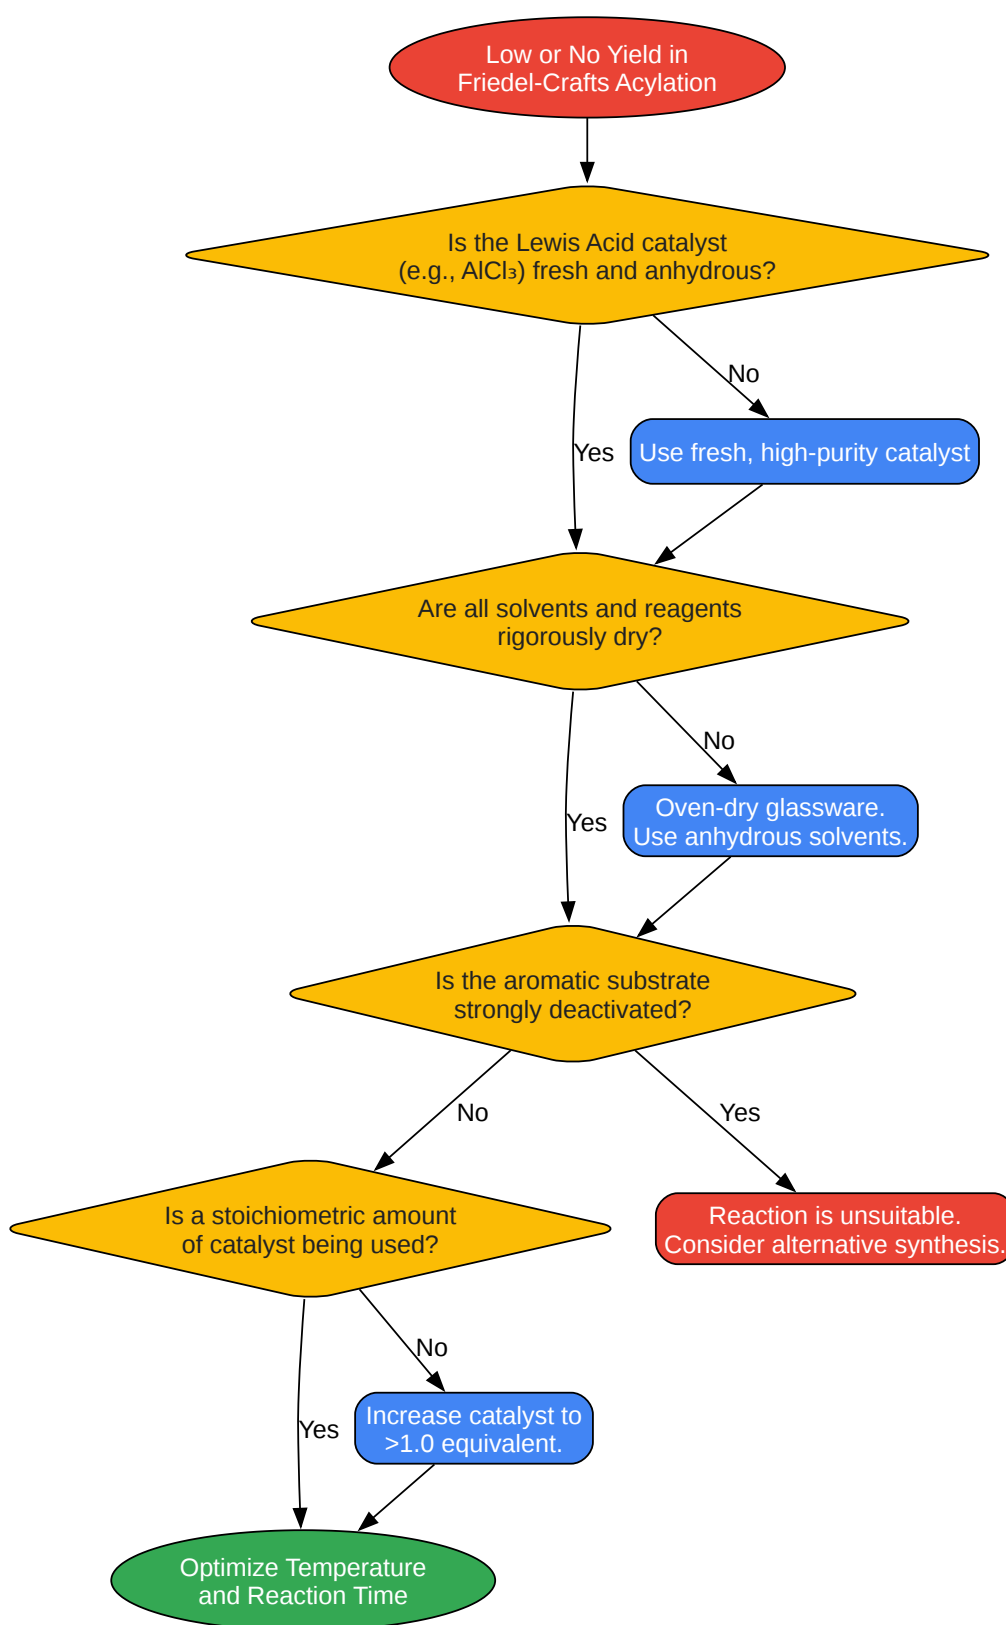 Low or No Yield in
Friedel-Crafts Acylation
Is the Lewis Acid catalyst
(e.g., AlCl₃) fresh and anhydrous?
No
Yes
Use fresh, high-purity catalyst
Are all solvents and reagents
rigorously dry?
No
Yes
Oven-dry glassware.
Use anhydrous solvents.
Is the aromatic substrate
strongly deactivated?
No
Yes
Is a stoichiometric amount
of catalyst being used?
Reaction is unsuitable.
Consider alternative synthesis.
No
Yes
Increase catalyst to
>1.0 equivalent.
Optimize Temperature
and Reaction Time